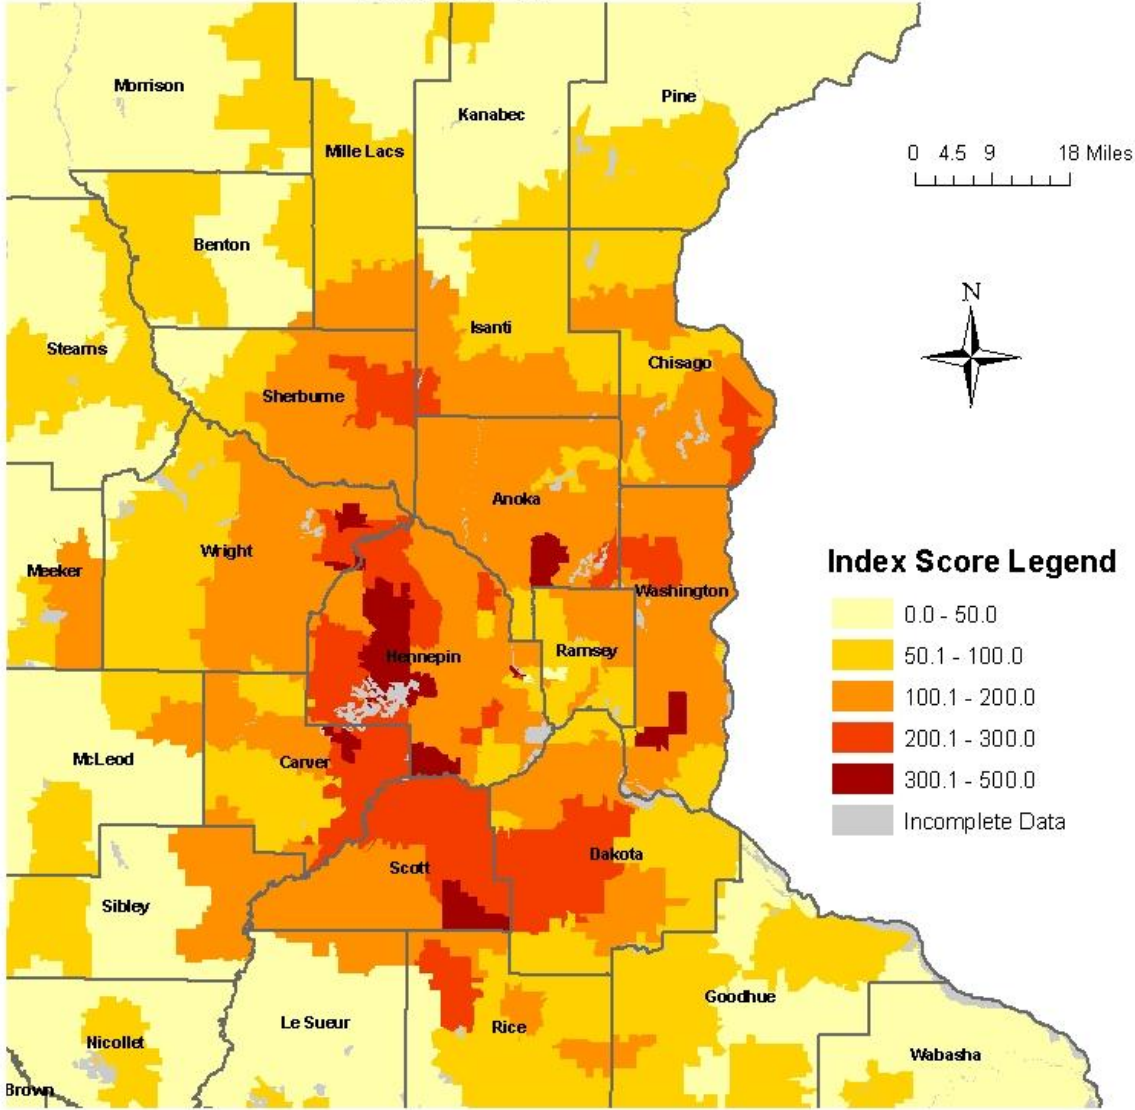 Morrison
Kanabec
Pine
Mille Lacs
0 4.5 9 18 Miles
Benton
N
Isanti
Stearns
Chisago
Sherburne
Anoka
Wright
Index Score Legend
Meeker
Washington
0.0 - 50.0
Ramsey
50.1 - 100.0
Hennepin
100.1 - 200.0
200.1 - 300.0
McLeod
Carver
300.1 - 500.0
Incomplete Data
Dakota
Scott
Sibley
Goodhue
Le Sueur
Rice
Nicollet
Wabasha
Brown